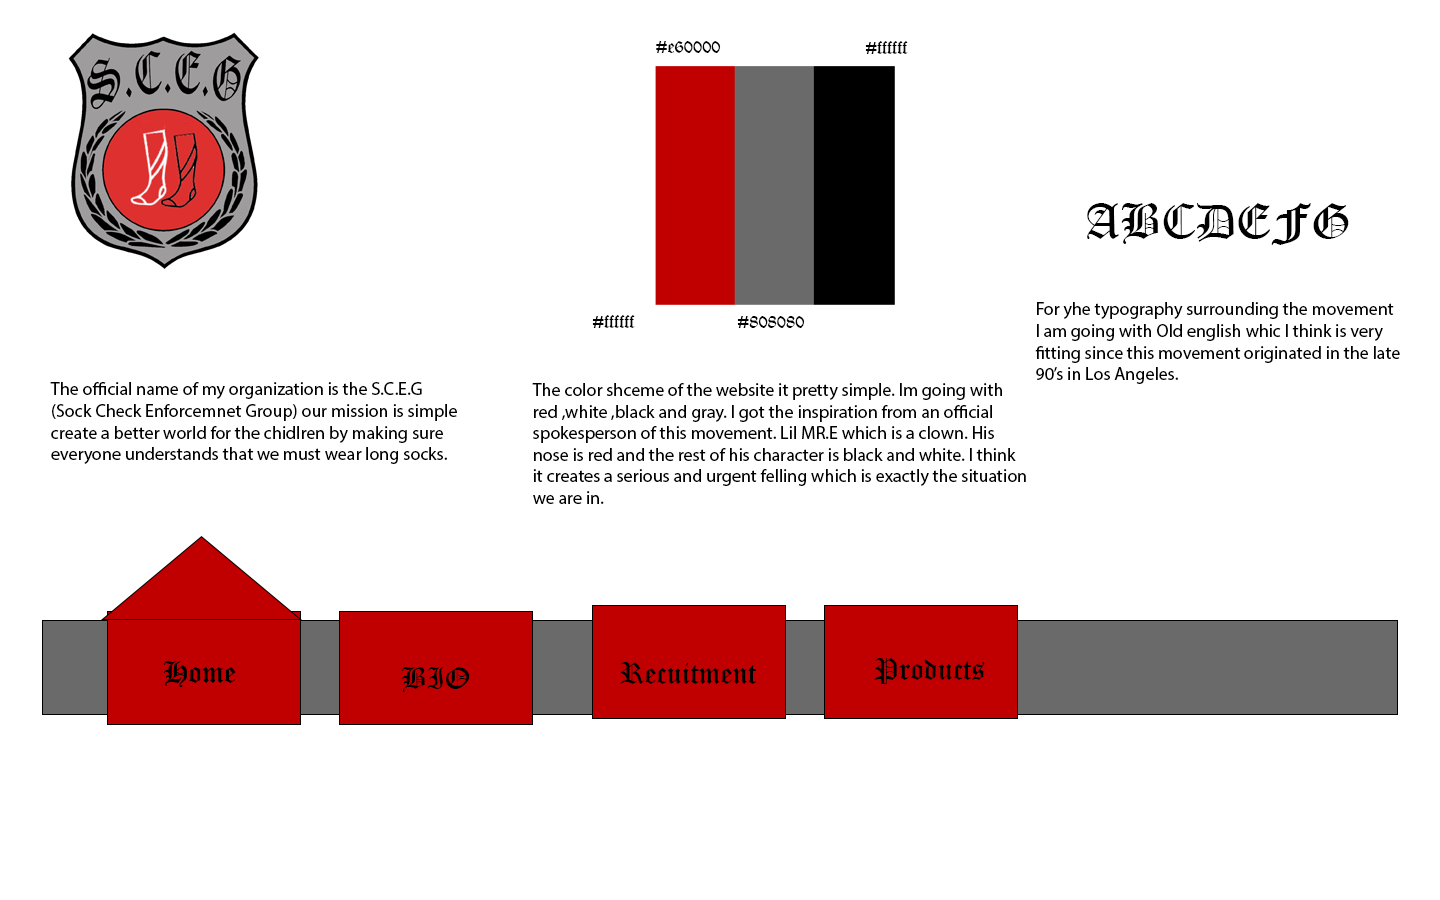 S.C.E.G
#e60000
#ffffff
ABCDEFG
#ffffff
#808080
The official name of my organization is the S.C.E.G
(Sock Check Enforcemnet Group) our mission is simple
create a better world for the chidlren by making sure
everyone understands that we must wear long socks.
The color shceme of the website it pretty simple. Im going with
red ,white ,black and gray. I got the inspiration from an official
spokesperson of this movement. Lil MR.E which is a clown. His
nose is red and the rest of his character is black and white. I think
it creates a serious and urgent felling which is exactly the situation
we are in.
For yhe typography surrounding the movement
I am going with Old english whic I think is very
fitting since this movement originated in the late
90's in Los Angeles.
Home
BIO
Recuitment
Products